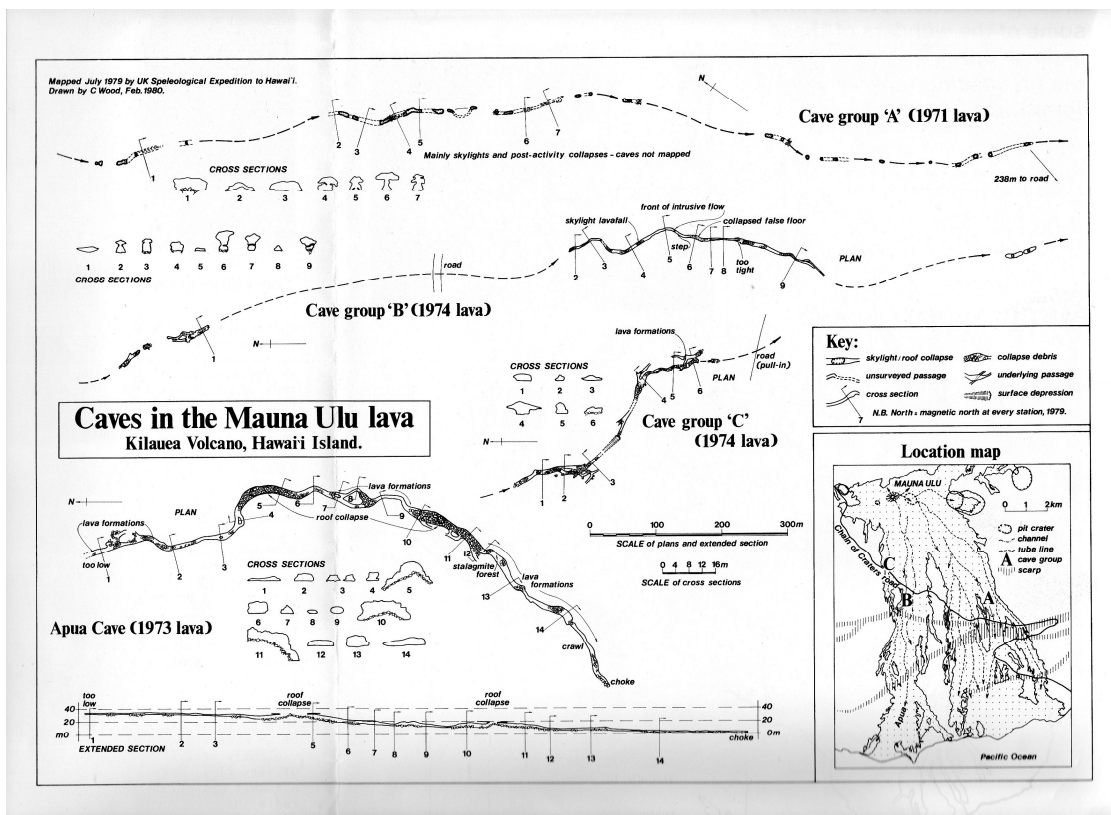 Mapped July 1979 by UK Speleological Expedition to Hawai'i.
Drawn by C Wood, Feb. 1980.
N
Cave group 'A' (1971 lava)
1
2
3
4
5
6
7
Mainly skylights and post-activity collapses - caves not mapped
238m to road
CROSS SECTIONS
1 2 3 4 5 6 7
1 2 3 4 5 6 7 8 9
CROSS SECTIONS
road
Cave group 'B' (1974 lava)
N
1
skylight lavafall
front of intrusive flow
collapsed false floor
step
too
tight
PLAN
2
3
4
5
6
7
8
9
lava formations
road
(pull-in)
PLAN
CROSS SECTIONS
1 2 3
4 5 6
N
Cave group 'C'
(1974 lava)
1
2
3
4
5
6
Key:
skylight/roof collapse
unsurveyed passage
cross section
7
collapse debris
underlying passage
surface depression
N.B. North = magnetic north at every station, 1979.
Caves in the Mauna Ulu lava
Kilauea Volcano, Hawai'i Island.
N
PLAN
lava formations
too low
1
2
3
4
5
6
7
8
9
10
11
12
13
14
roof collapse
lava formations
stalagmite
forest
lava
formations
crawl
choke
CROSS SECTIONS
1 2 3 4 5
6 7 8 9 10
11 12 13 14
Apua Cave (1973 lava)
0 100 200 300m
SCALE of plans and extended section
0 4 8 12 16m
SCALE of cross sections
too
low
roof
collapse
roof
collapse
40
20
m0
40
20
0m
choke
EXTENDED SECTION
1 2 3 5 6 7 8 9 10 11 12 13 14
Location map
MAUNA ULU
0 1 2km
pit crater
channel
tube line
A cave group
scarp
Chain of Craters road
C
B
A
Apua
Pacific Ocean